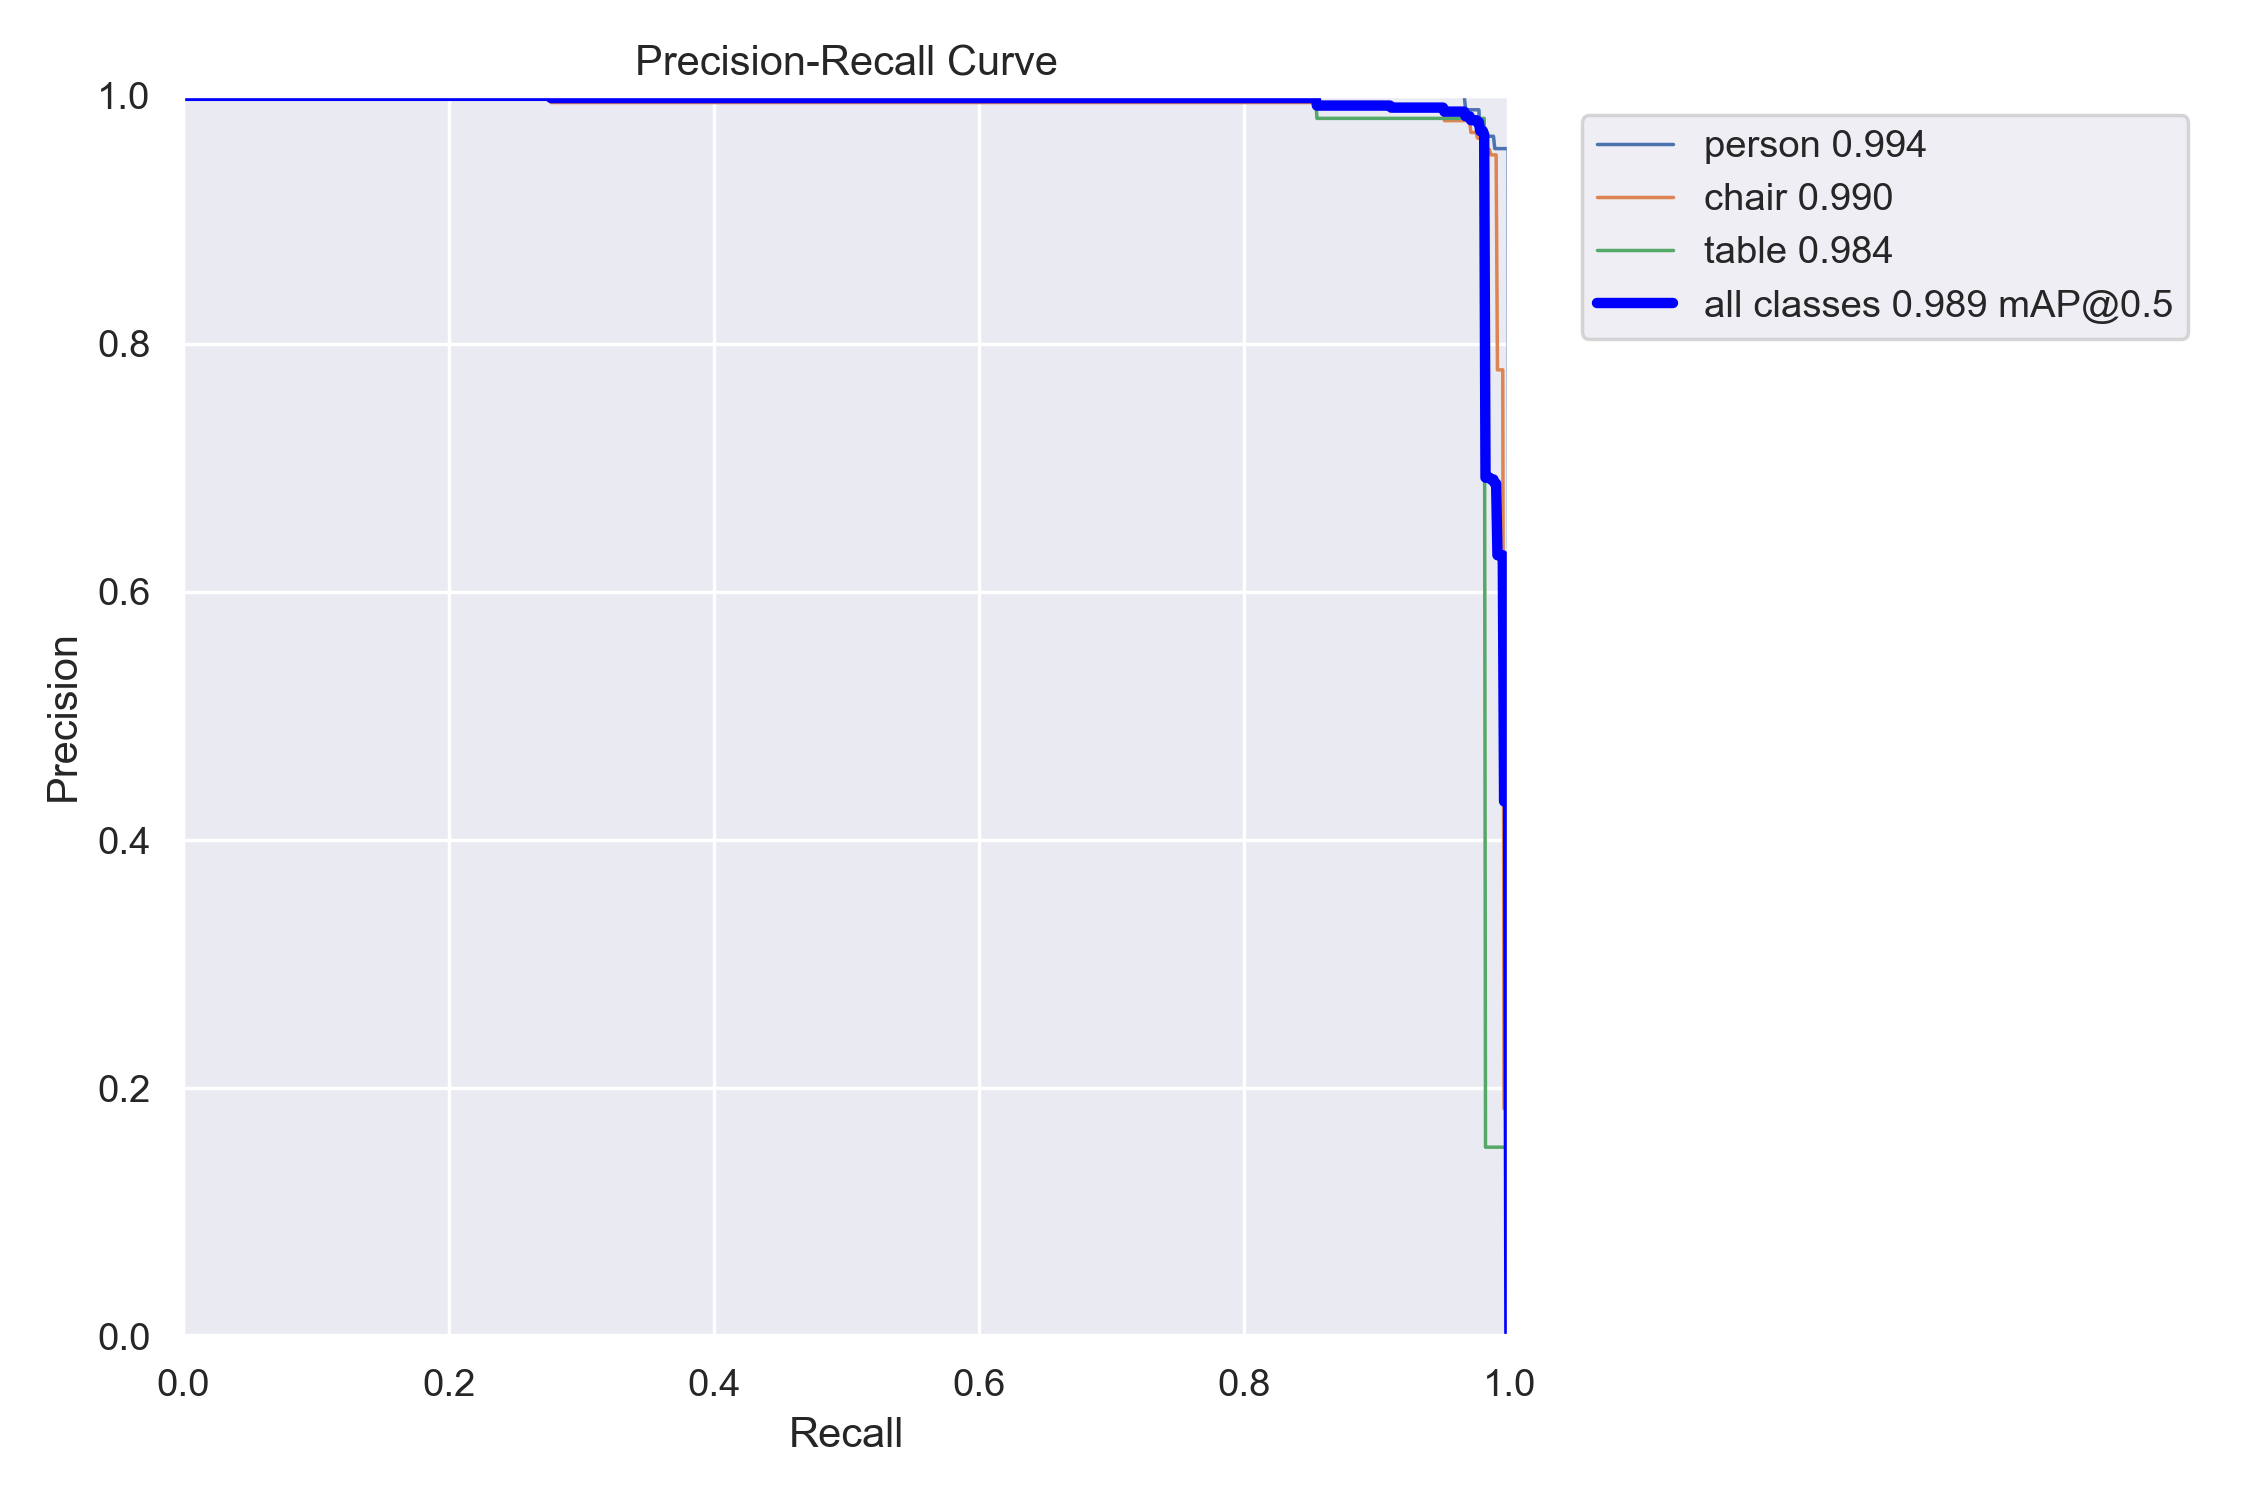 Precision-Recall Curve
1.0
0.8
0.6
0.4
0.2
0.0
Precision
0.0 0.2 0.4 0.6 0.8 1.0
Recall
person 0.994
chair 0.990
table 0.984
all classes 0.989 mAP@0.5